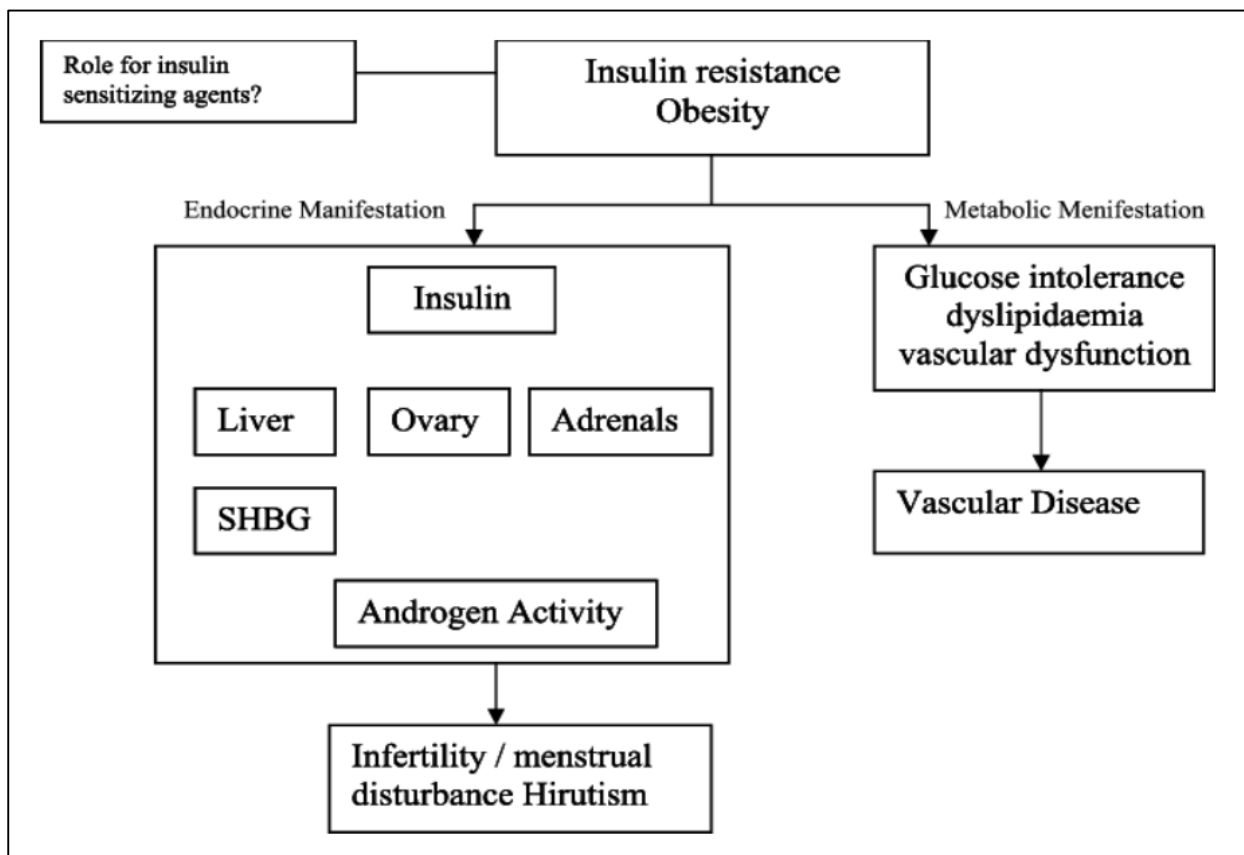 Role for insulin
sensitizing agents?
Insulin resistance
Obesity
Endocrine Manifestation
Metabolic Menifestation
Insulin
Glucose intolerance
dyslipidaemia
vascular dysfunction
Liver
Ovary
Adrenals
SHBG
Vascular Disease
Androgen Activity
Infertility / menstrual
disturbance Hirutism